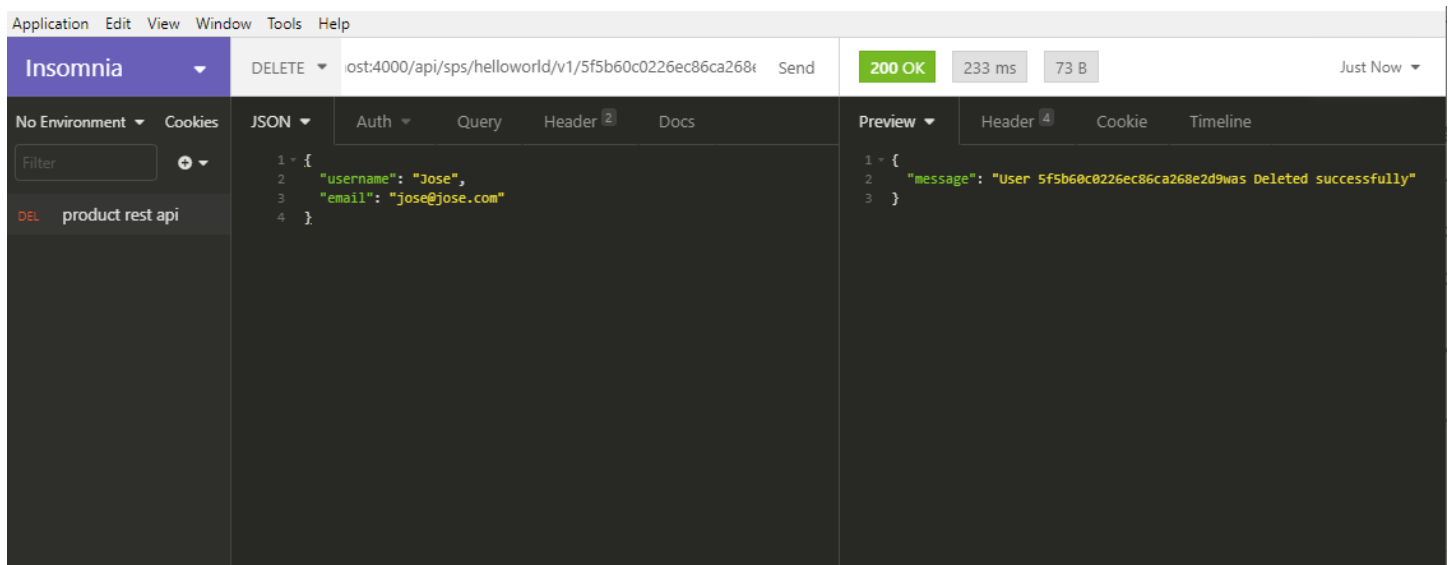 Application Edit View Window Tools Help
Insomnia
DELETE ost:4000/api/sps/helloworld/v1/5f5b60c0226ec86ca268e Send
200 OK 233 ms 73 B Just Now
No Environment Cookies
JSON Auth Query Header 2 Docs
Preview Header 4 Cookie Timeline
Filter
DEL product rest api
1 {
2 "username": "Jose",
3 "email": "jose@jose.com"
4 }
1 {
2 "message": "User 5f5b60c0226ec86ca268e2d9was Deleted successfully"
3 }